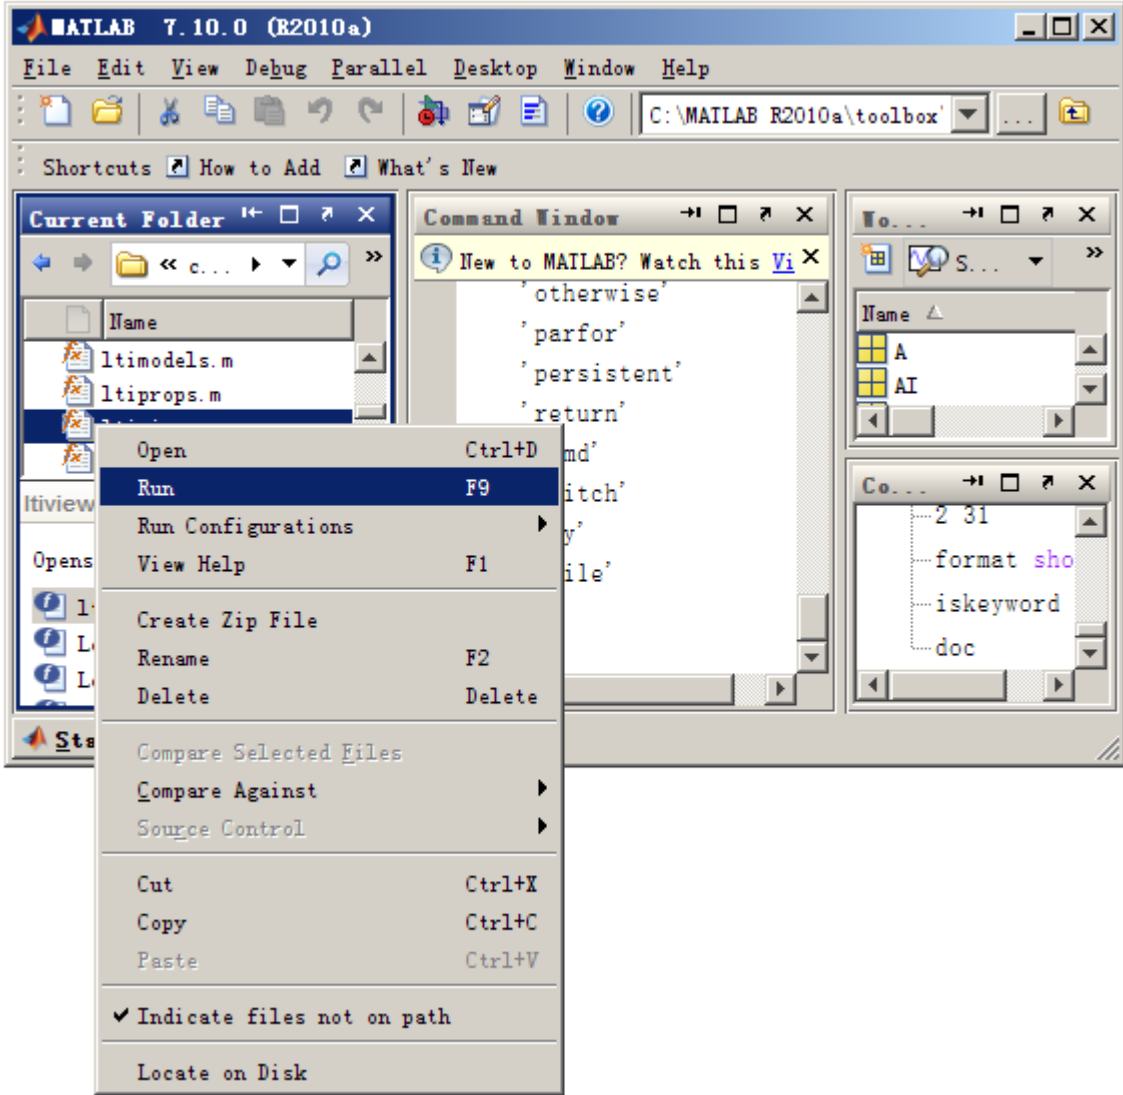 MATLAB 7.10.0 (R2010a)
File Edit View Debug Parallel Desktop Window Help
C:\MATLAB R2010a\toolbox\
...
Shortcuts How to Add What's New
Current Folder
« c...
»
Name
ltimodels.m
ltiprops.m
ltiview
Opens
Command Window
New to MATLAB? Watch this Vi
'otherwise'
'parfor'
'persistent'
'return'
md'
itch'
y'
ile'
Wo...
S...
»
Name
A
AI
Co...
2 31
format sho
iskeyword
doc
Sta
Open Ctrl+D
Run F9
Run Configurations
View Help F1
Create Zip File
Rename F2
Delete Delete
Compare Selected Files
Compare Against
Source Control
Cut Ctrl+X
Copy Ctrl+C
Paste Ctrl+V
✓ Indicate files not on path
Locate on Disk